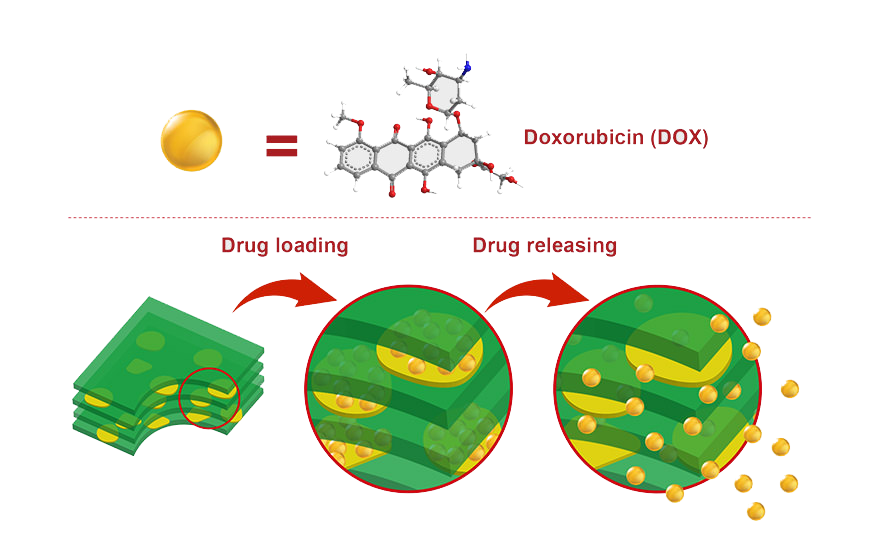 Doxorubicin (DOX)
Drug loading
Drug releasing